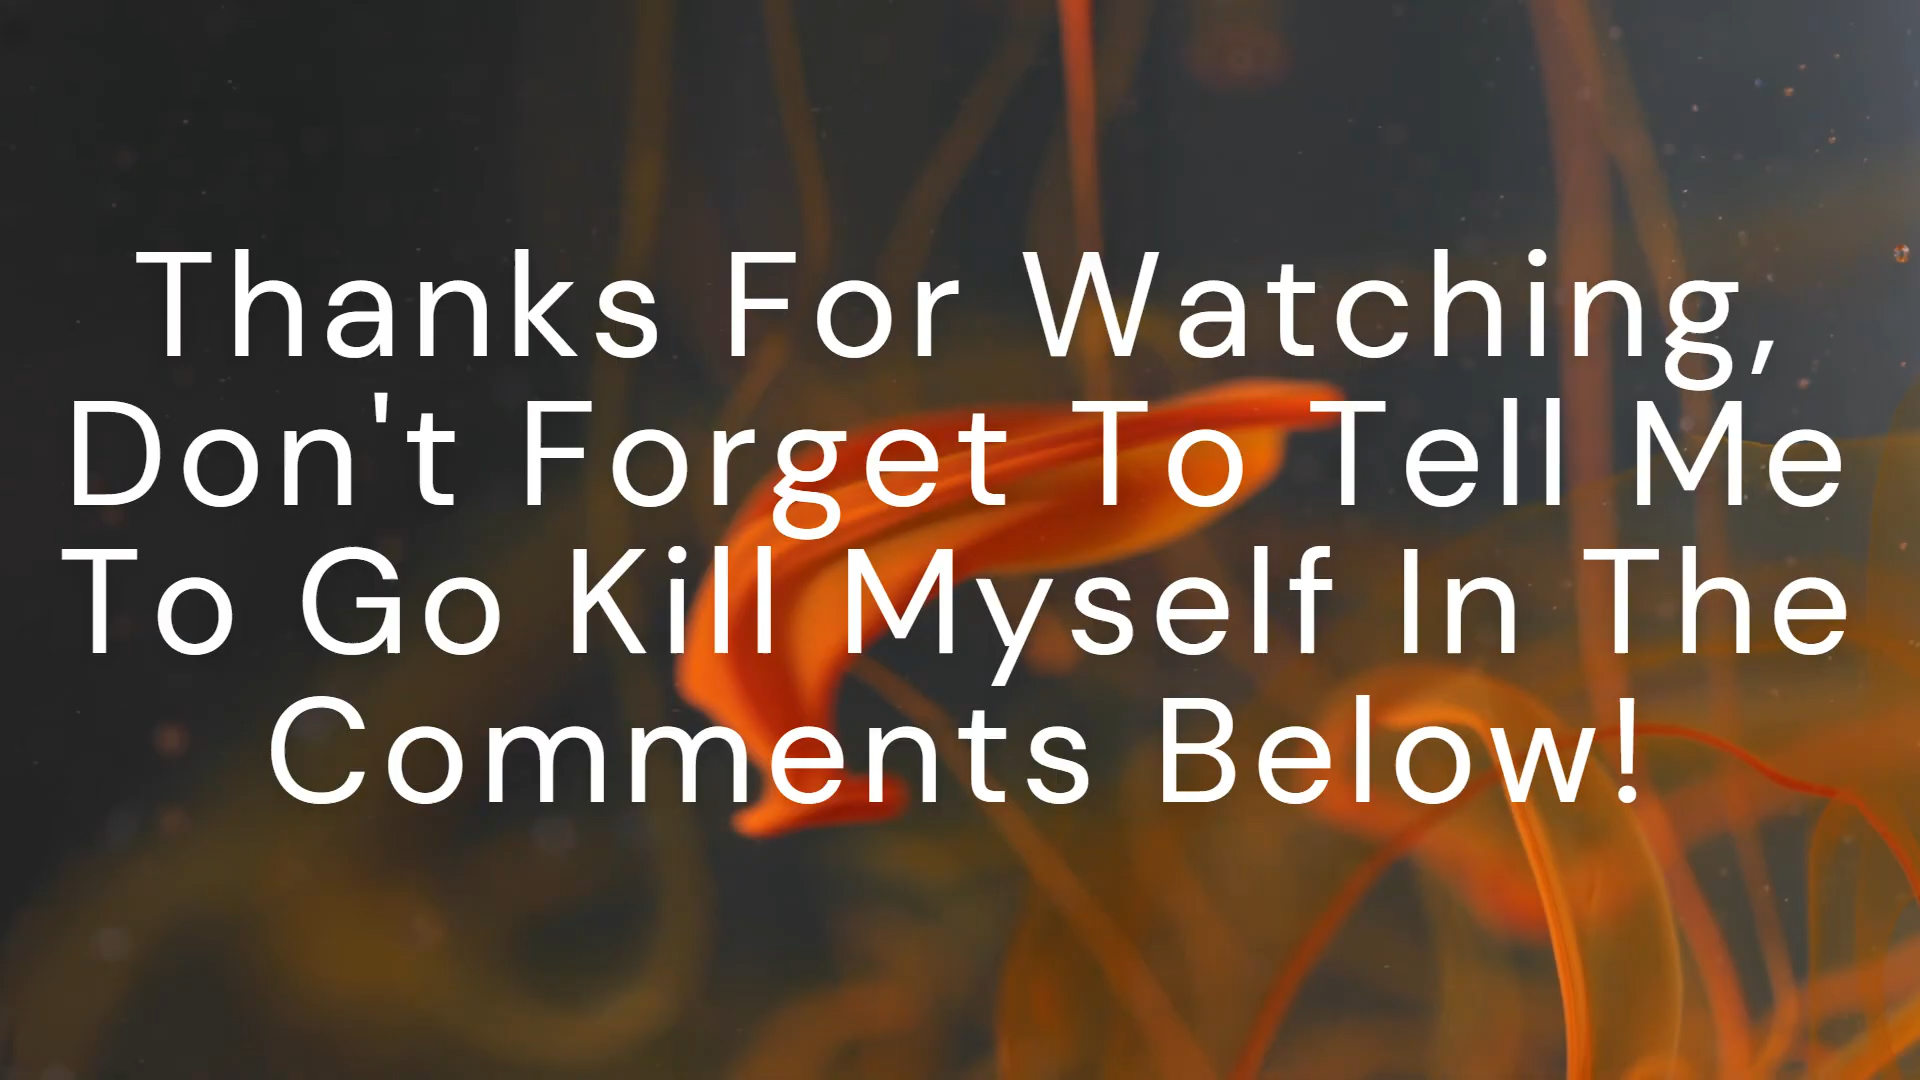 Thanks For Watching,
Don't Forget To Tell Me
To Go Kill Myself In The
Comments Below!